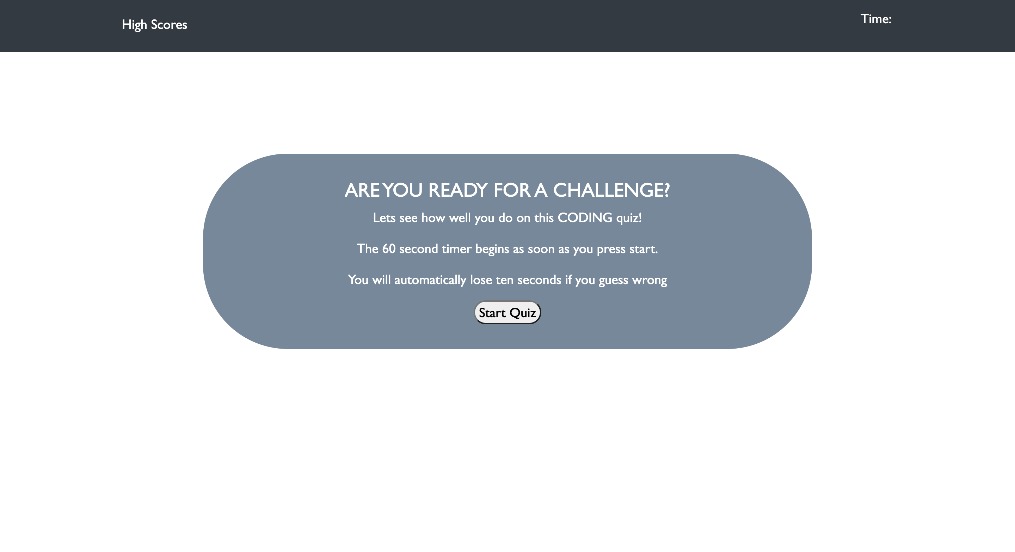 High Scores
Time:
ARE YOU READY FOR A CHALLENGE?
Lets see how well you do on this CODING quiz!
The 60 second timer begins as soon as you press start.
You will automatically lose ten seconds if you guess wrong
Start Quiz